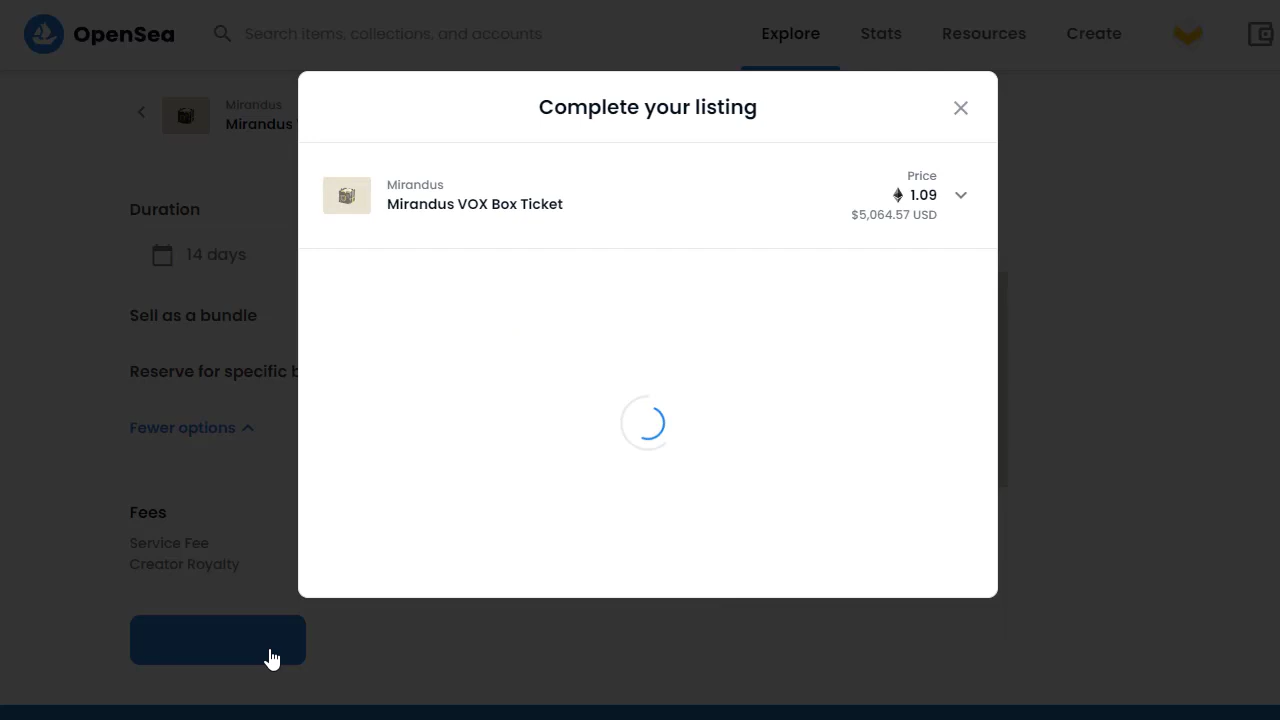 OpenSea
Search items, collections, and accounts
Explore
Stats
Resources
Create
Mirandus
Mirandus
Complete your listing
Mirandus
Mirandus VOX Box Ticket
Price
1.09
$5,064.57 USD
Duration
14 days
Sell as a bundle
Reserve for specific b
Fewer options
Fees
Service Fee
Creator Royalty